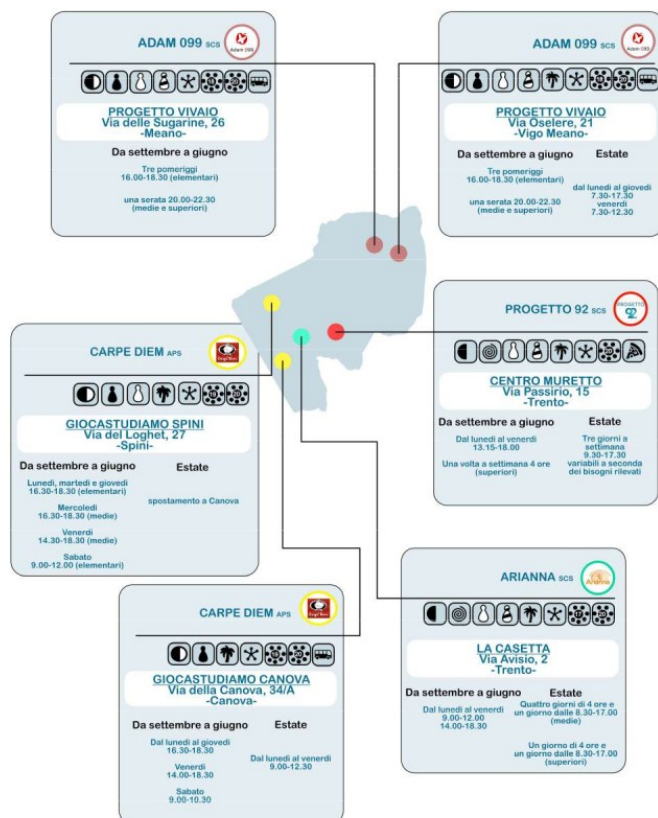 ADAM 099 SCS
Adam 099
PROGETTO VIVAIO
Via delle Sugarine, 26
-Meano-
Da settembre a giugno
Tre pomeriggi
16.00-18.30 (elementari)
una serata 20.00-22.30
(medie e superiori)
ADAM 099 SCS
Adam 099
PROGETTO VIVAIO
Via Oselere, 21
-Vigo Meano-
Da settembre a giugno
Tre pomeriggi
16.00-18.30 (elementari)
una serata 20.00-22.30
(medie e superiori)
Estate
dal lunedì al giovedì
7.30-17.30
venerdì
7.30-12.30
CARPE DIEM APS
GIOCASTUDIAMO SPINI
Via del Loghet, 27
-Spini-
Da settembre a giugno
Lunedì, martedì e giovedì
16.30-18.30 (elementari)
Mercoledì
16.30-18.30 (medie)
Venerdì
14.30-18.30 (medie)
Sabato
9.00-12.00 (elementari)
Estate
spostamento a Canova
PROGETTO 92 SCS
PROGETTO
92
CENTRO MURETTO
Via Passirio, 15
-Trento-
Da settembre a giugno
Dal lunedì al venerdì
13.15-18.00
Una volta a settimana 4 ore
(superiori)
Estate
Tre giorni a
settimana
9.30-17.30
variabili a seconda
dei bisogni rilevati
CARPE DIEM APS
GIOCASTUDIAMO CANOVA
Via della Canova, 34/A
-Canova-
Da settembre a giugno
Dal lunedì al giovedì
16.30-18.30
Venerdì
14.00-18.30
Sabato
9.00-10.30
Estate
Dal lunedì al venerdì
9.00-12.30
ARIANNA SCS
Arianna
LA CASETTA
Via Avisio, 2
-Trento-
Da settembre a giugno
Dal lunedì al venerdì
9.00-12.00
14.00-18.30
Estate
Quattro giorni di 4 ore e
un giorno dalle 8.30-17.00
(medie)
Un giorno di 4 ore e
un giorno dalle 8.30-17.00
(superiori)